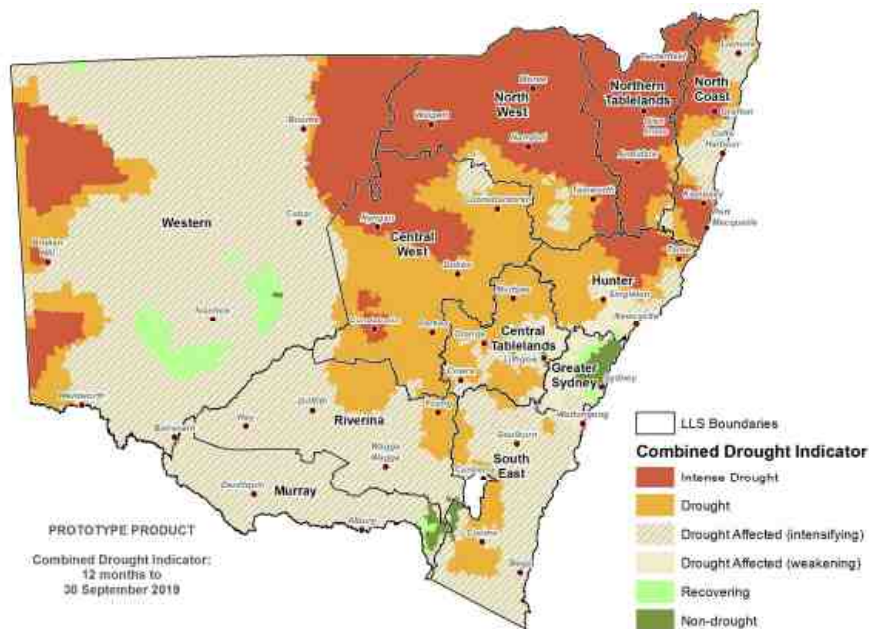 Lismore
Tenterfield
Moree
North West
Northern Tablelands
North Coast
Walgett
Glen Innes
Grafton
Bourke
Narrabri
Coffs Harbour
Armidale
Coonabarabran
Tamworth
Kempsey
Western
Cobar
Nyngan
Port Macquarie
Central West
Broken Hill
Dubbo
Taree
Hunter
Mudgee
Singleton
Ivanhoe
Condobolin
Parkes
Orange
Newcastle
Central Tablelands
Lithgow
Cowra
Greater Sydney
Sydney
Wentworth
Balranald
Hay
Griffith
Riverina
Young
Wollongong
Goulburn
Wagga Wagga
South East
Canberra
Murray
Deniliquin
Albury
Cooma
Bega
LLS Boundaries
Combined Drought Indicator
Intense Drought
Drought
Drought Affected (intensifying)
Drought Affected (weakening)
Recovering
Non-drought
PROTOTYPE PRODUCT
Combined Drought Indicator:
12 months to
30 September 2019